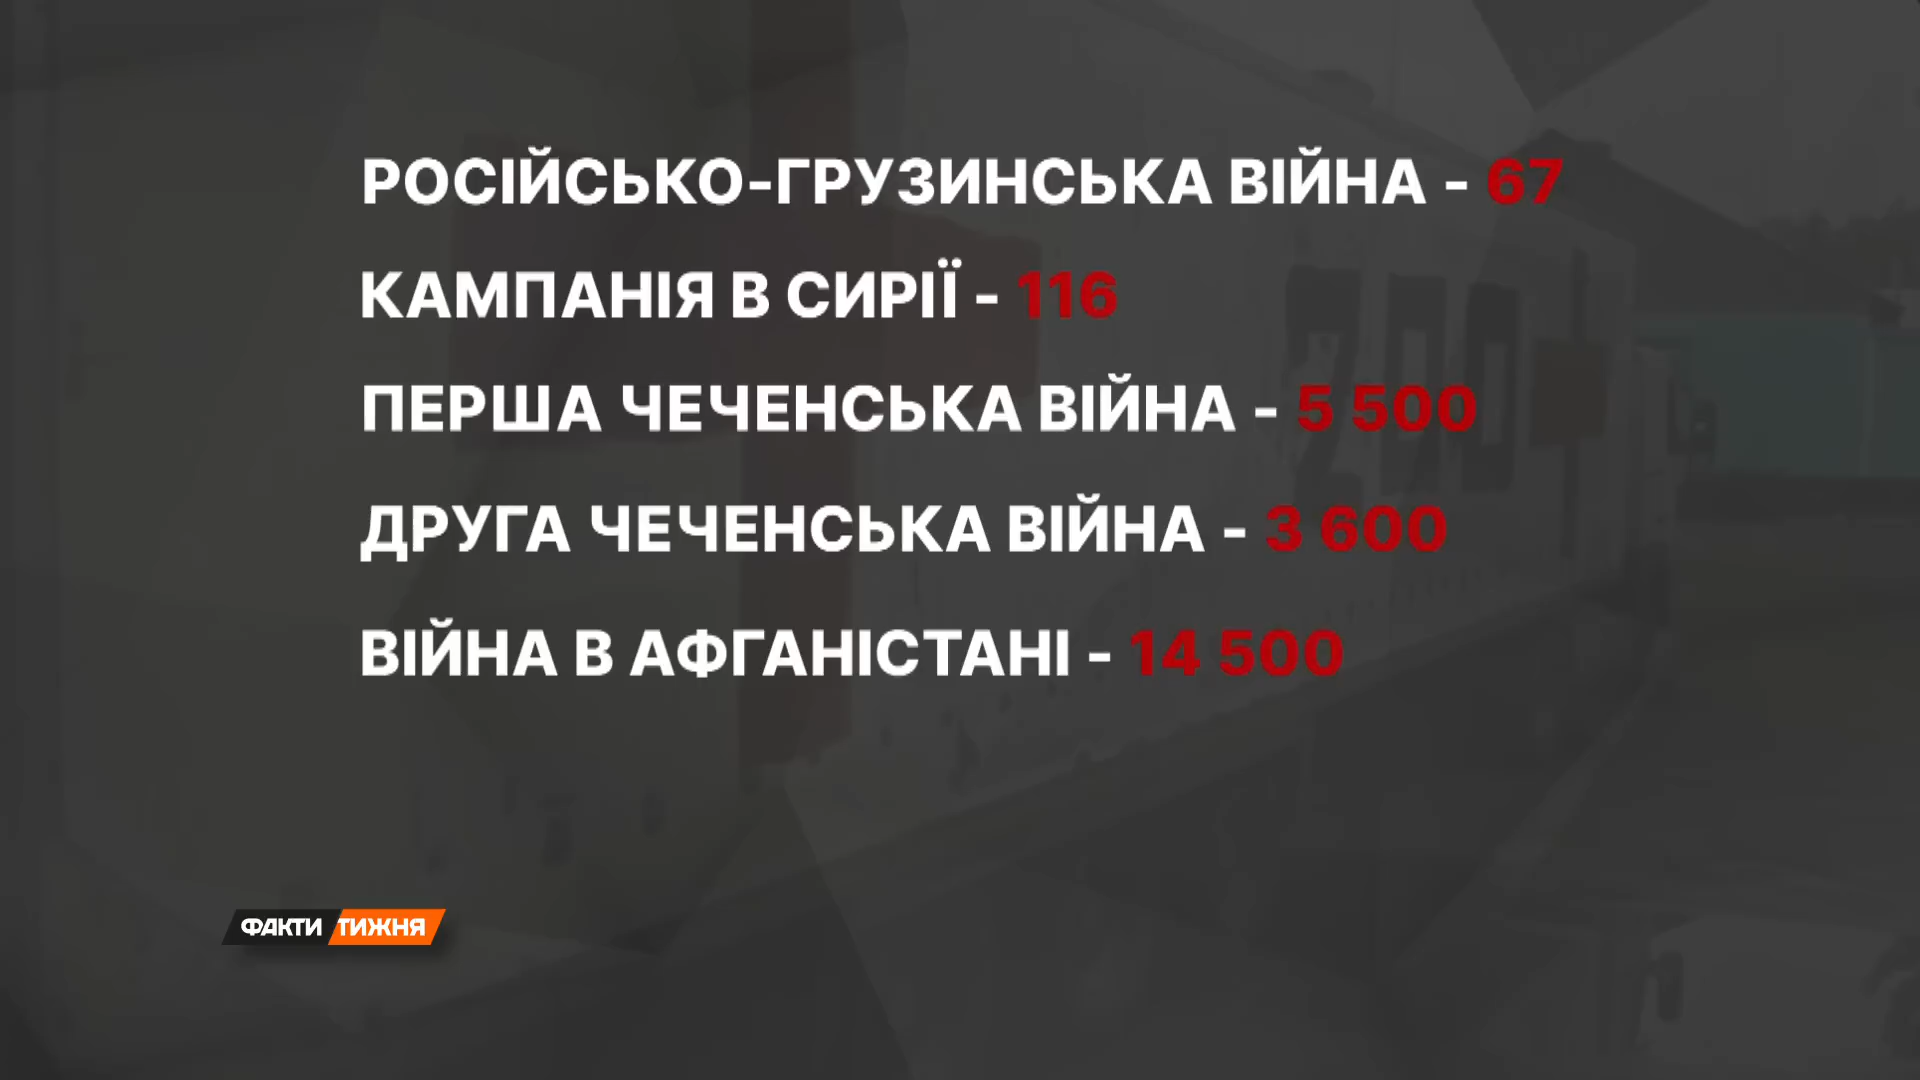 РОСІЙСЬКО-ГРУЗИНСЬКА ВІЙНА - 67
КАМПАНІЯ В СИРІЇ - 116
ПЕРША ЧЕЧЕНСЬКА ВІЙНА - 5 500
ДРУГА ЧЕЧЕНСЬКА ВІЙНА - 3 600
ВІЙНА В АФГАНІСТАНІ - 14 500
200
ФАКТИ ТИЖНЯ